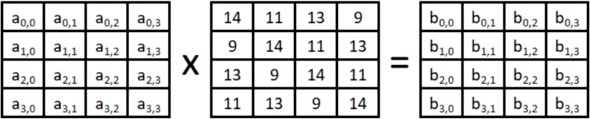 a0,0 a0,1 a0,2 a0,3 14 11 13 9 b0,0 b0,1 b0,2 b0,3
a1,0 a1,1 a1,2 a1,3 9 14 11 13 b1,0 b1,1 b1,2 b1,3
x =
a2,0 a2,1 a2,2 a2,3 13 9 14 11 b2,0 b2,1 b2,2 b2,3
a3,0 a3,1 a3,2 a3,3 11 13 9 14 b3,0 b3,1 b3,2 b3,3